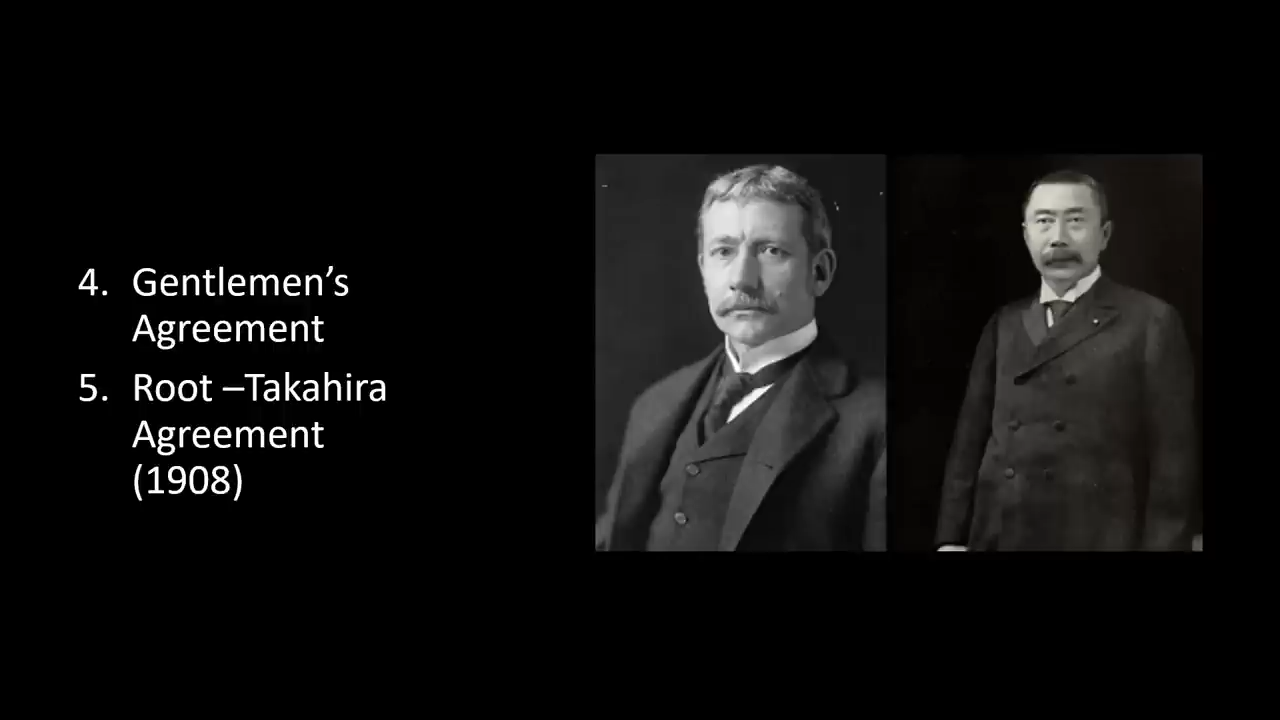 4. Gentlemen’s
Agreement
5. Root –Takahira
Agreement
(1908)